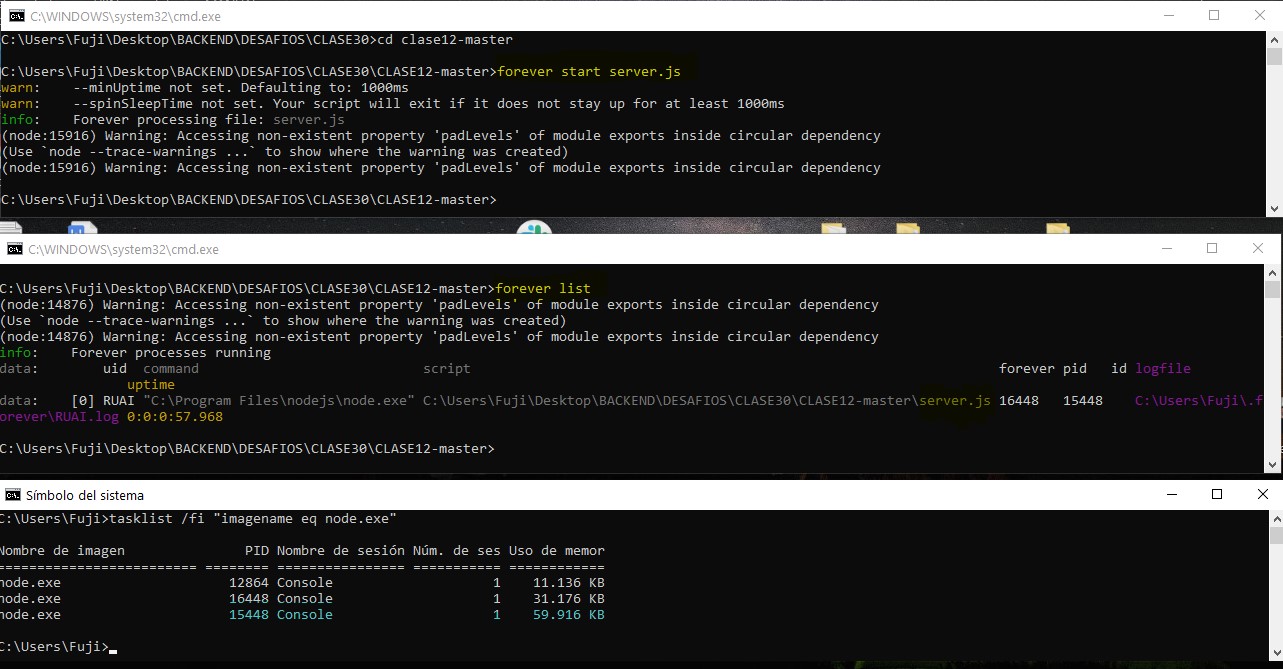 C:\WINDOWS\system32\cmd.exe
C:\Users\Fuji\Desktop\BACKEND\DESAFIOS\CLASE30>cd clase12-master
C:\Users\Fuji\Desktop\BACKEND\DESAFIOS\CLASE30\CLASE12-master>forever start server.js
warn:    --minUptime not set. Defaulting to: 1000ms
warn:    --spinSleepTime not set. Your script will exit if it does not stay up for at least 1000ms
info:    Forever processing file: server.js
(node:15916) Warning: Accessing non-existent property 'padLevels' of module exports inside circular dependency
(Use `node --trace-warnings ...` to show where the warning was created)
(node:15916) Warning: Accessing non-existent property 'padLevels' of module exports inside circular dependency
C:\Users\Fuji\Desktop\BACKEND\DESAFIOS\CLASE30\CLASE12-master>
C:\WINDOWS\system32\cmd.exe
C:\Users\Fuji\Desktop\BACKEND\DESAFIOS\CLASE30\CLASE12-master>forever list
(node:14876) Warning: Accessing non-existent property 'padLevels' of module exports inside circular dependency
(Use `node --trace-warnings ...` to show where the warning was created)
(node:14876) Warning: Accessing non-existent property 'padLevels' of module exports inside circular dependency
info:    Forever processes running
data:        uid  command                            script                                                                  forever pid   id logfile
uptime
data:    [0] RUAI "C:\Program Files\nodejs\node.exe" C:\Users\Fuji\Desktop\BACKEND\DESAFIOS\CLASE30\CLASE12-master\server.js 16448   15448    C:\Users\Fuji\.f
orever\RUAI.log 0:0:0:57.968
C:\Users\Fuji\Desktop\BACKEND\DESAFIOS\CLASE30\CLASE12-master>
Símbolo del sistema
C:\Users\Fuji>tasklist /fi "imagename eq node.exe"
Nombre de imagen               PID Nombre de sesión Núm. de ses Uso de memor
========================= ======== ================ =========== ============
node.exe                     12864 Console                    1    11.136 KB
node.exe                     16448 Console                    1    31.176 KB
node.exe                     15448 Console                    1    59.916 KB
C:\Users\Fuji>